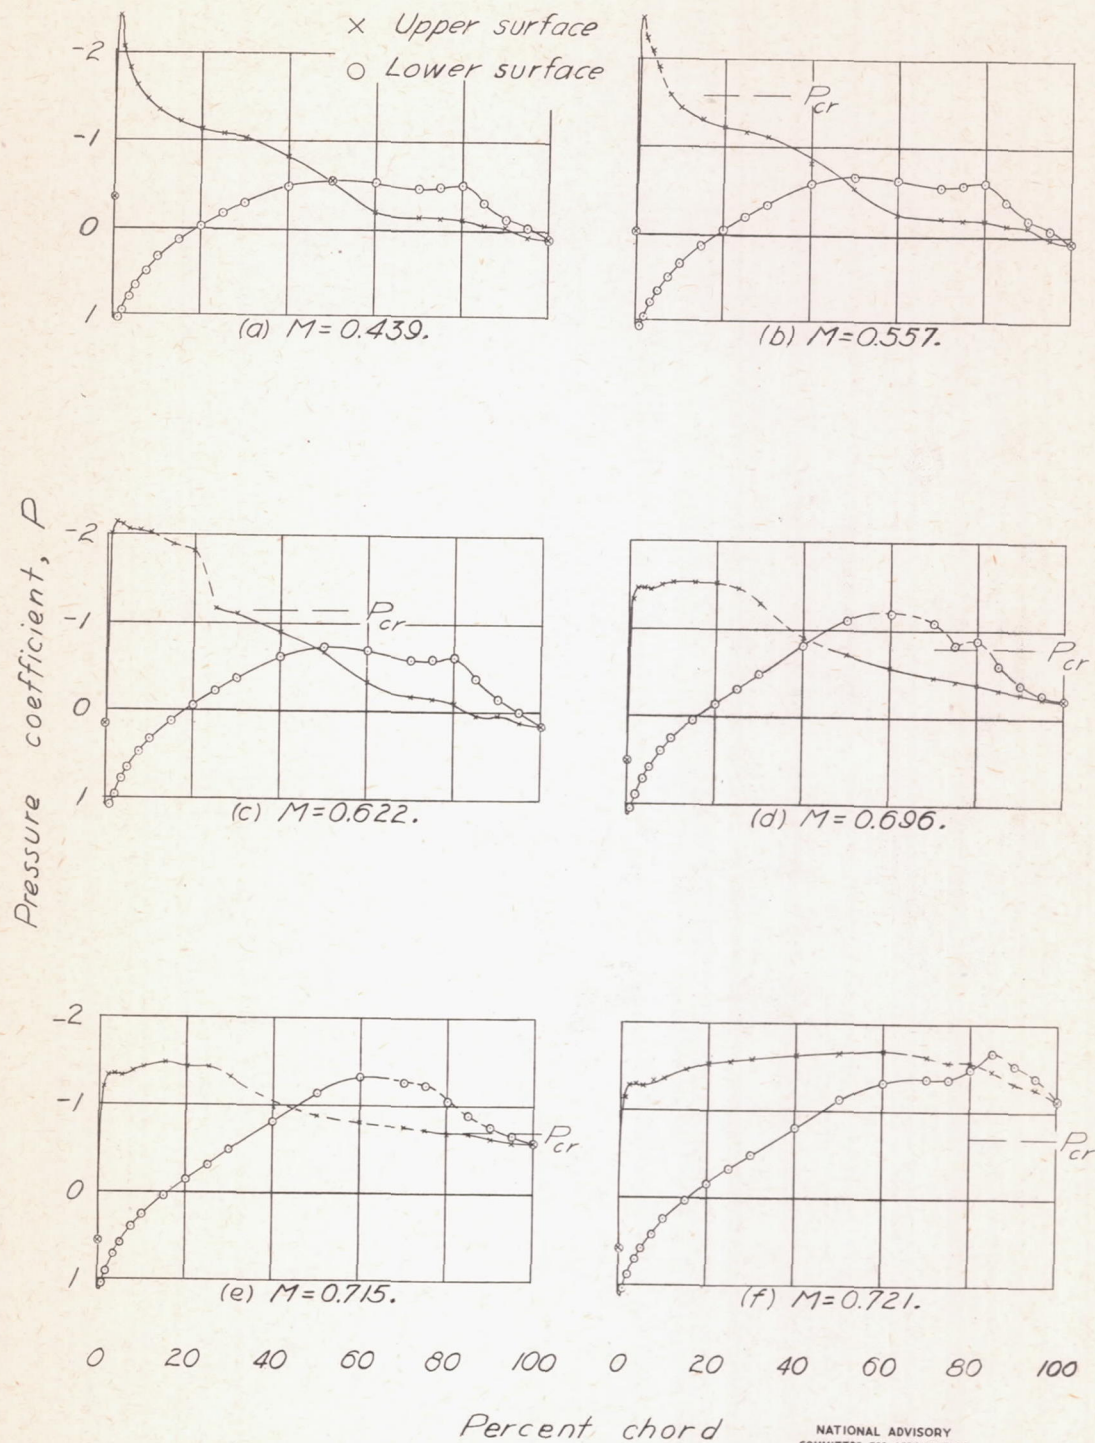 × Upper surface
○ Lower surface
-2
-1
0
1
P_cr
(a) M=0.439.
(b) M=0.557.
Pressure coefficient, P
-2
-1
0
1
P_cr
P_cr
(c) M=0.622.
(d) M=0.696.
-2
-1
0
1
P_cr
P_cr
(e) M=0.715.
(f) M=0.721.
0 20 40 60 80 100 0 20 40 60 80 100
Percent chord
NATIONAL ADVISORY